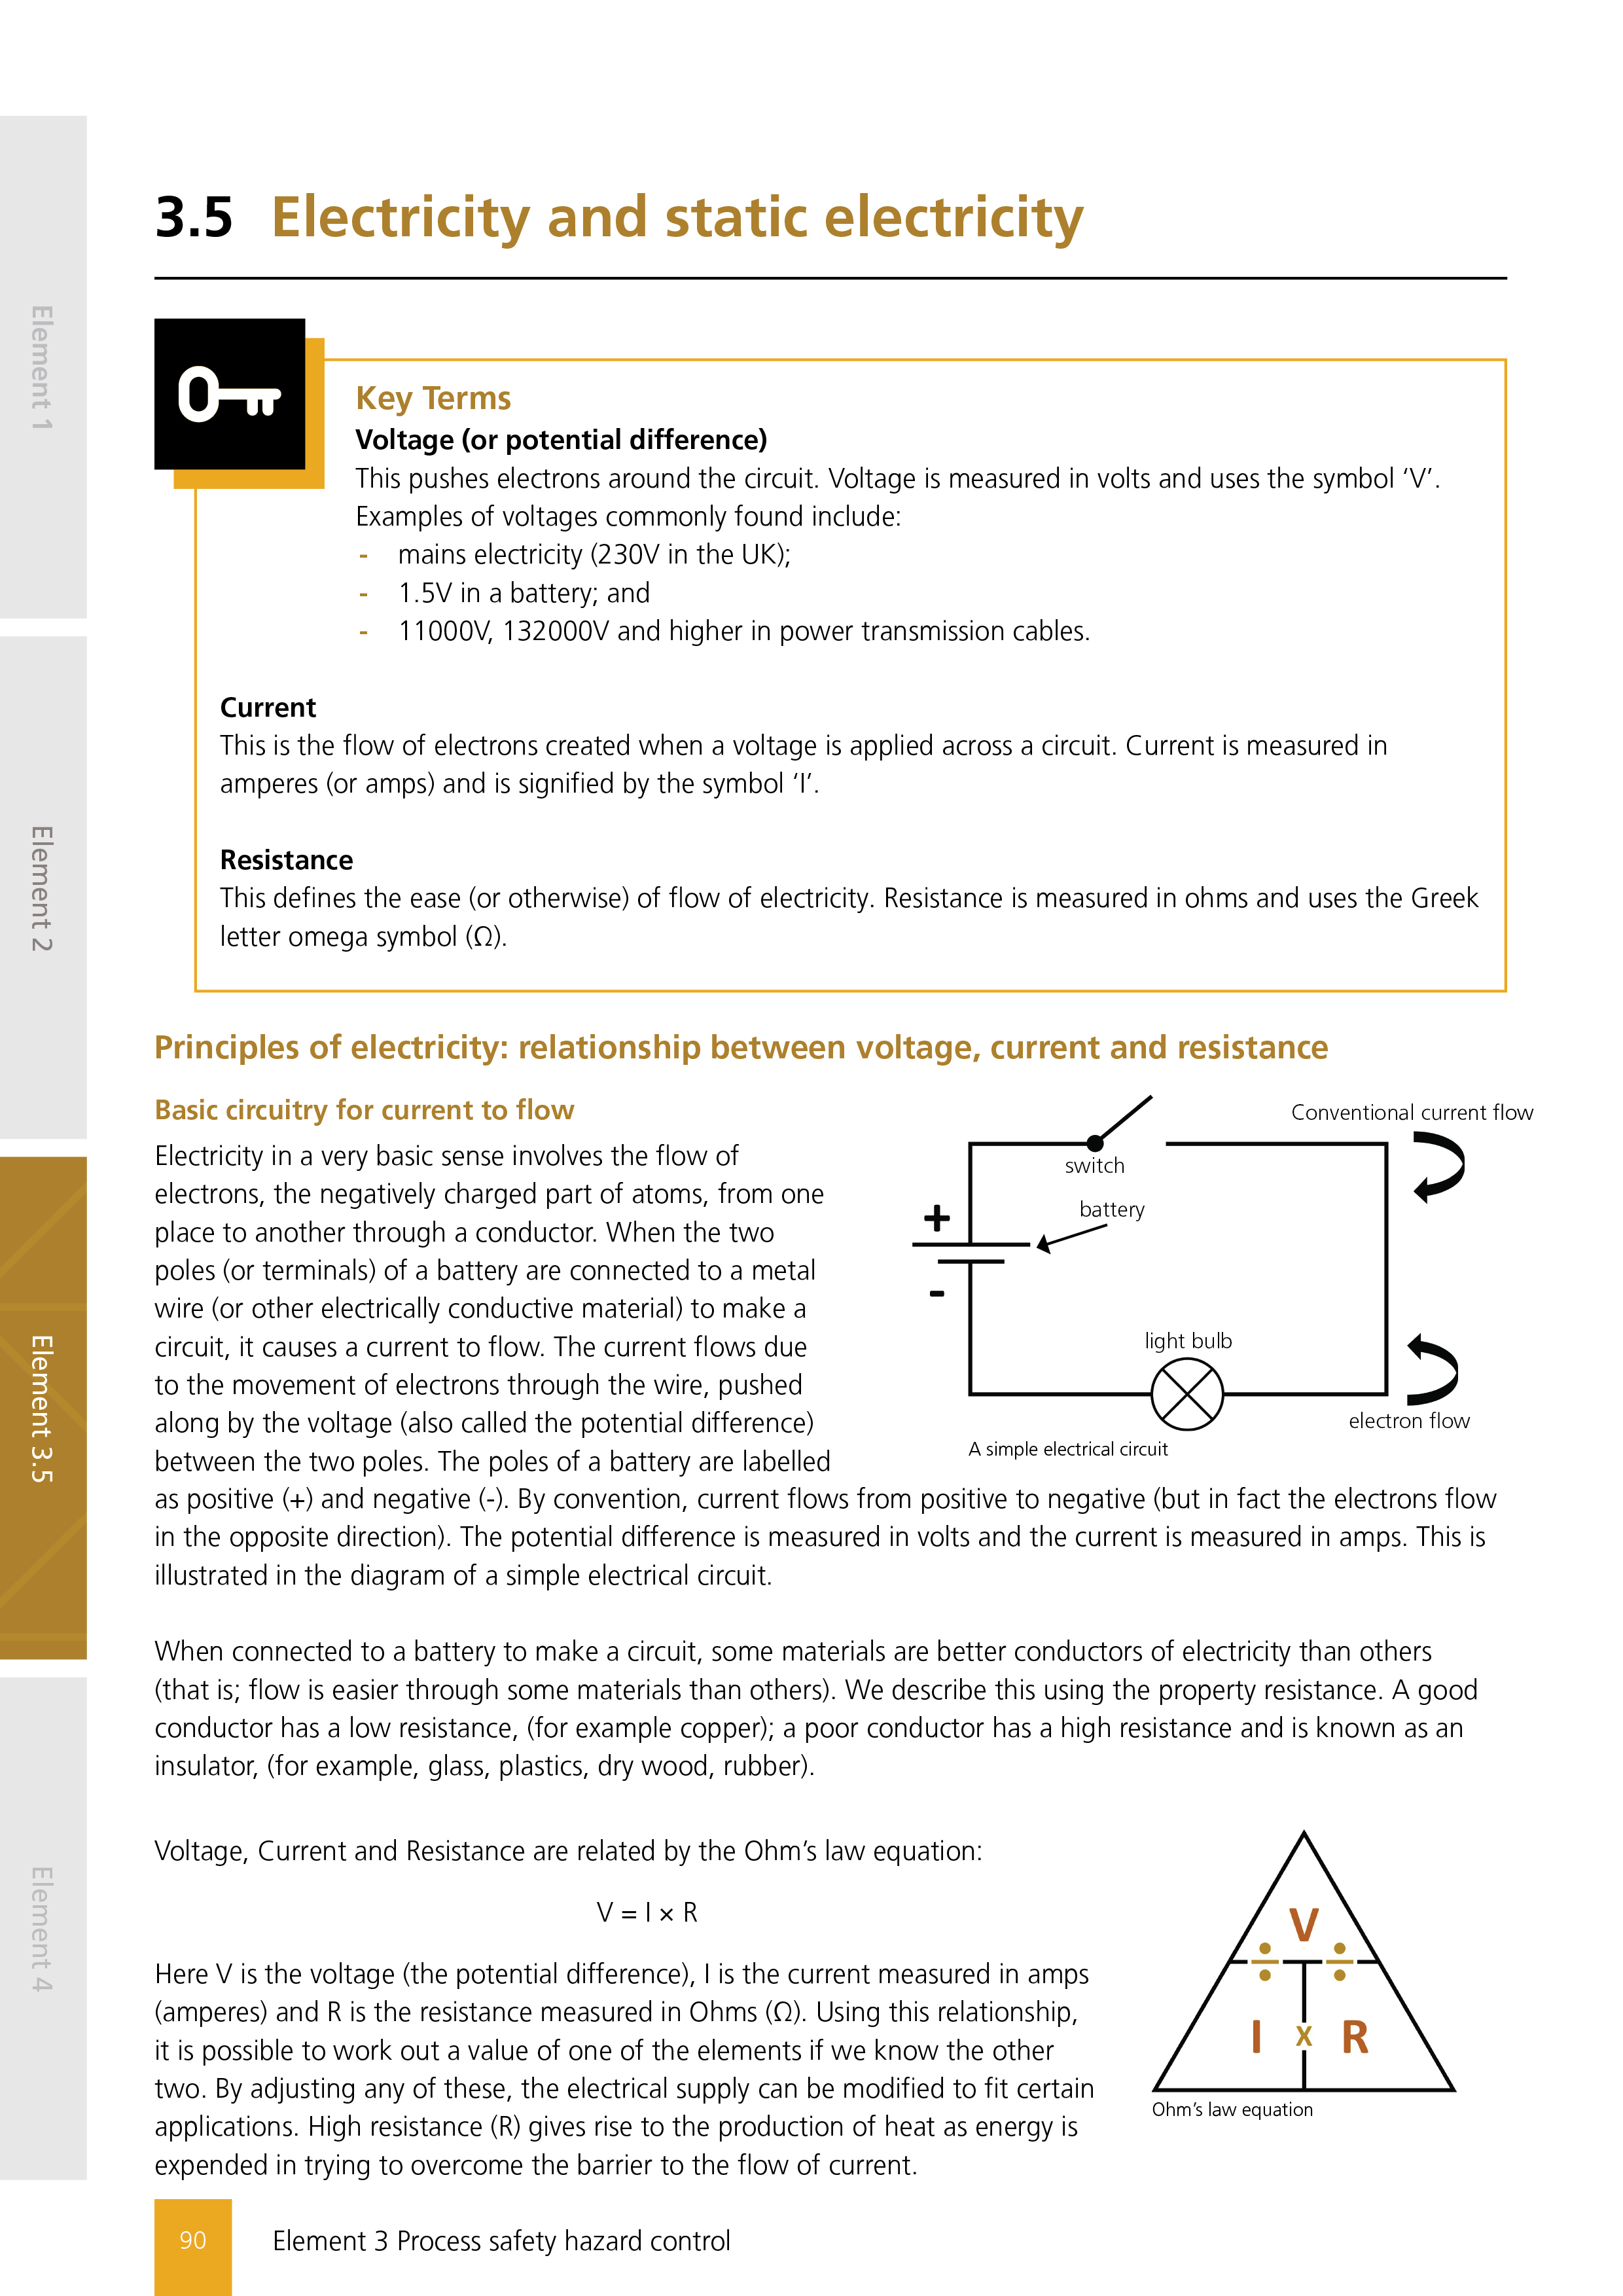 3.5 Electricity and static electricity
Key Terms
Voltage (or potential difference)
This pushes electrons around the circuit. Voltage is measured in volts and uses the symbol ‘V’.
Examples of voltages commonly found include:
- mains electricity (230V in the UK);
- 1.5V in a battery; and
- 11000V, 132000V and higher in power transmission cables.
Current
This is the flow of electrons created when a voltage is applied across a circuit. Current is measured in
amperes (or amps) and is signified by the symbol ‘I’.
Resistance
This defines the ease (or otherwise) of flow of electricity. Resistance is measured in ohms and uses the Greek
letter omega symbol (Ω).
Principles of electricity: relationship between voltage, current and resistance
Basic circuitry for current to flow
Electricity in a very basic sense involves the flow of
electrons, the negatively charged part of atoms, from one
place to another through a conductor. When the two
poles (or terminals) of a battery are connected to a metal
wire (or other electrically conductive material) to make a
circuit, it causes a current to flow. The current flows due
to the movement of electrons through the wire, pushed
along by the voltage (also called the potential difference)
between the two poles. The poles of a battery are labelled
as positive (+) and negative (-). By convention, current flows from positive to negative (but in fact the electrons flow
in the opposite direction). The potential difference is measured in volts and the current is measured in amps. This is
illustrated in the diagram of a simple electrical circuit.
Conventional current flow
switch
battery
+
-
light bulb
electron flow
A simple electrical circuit
When connected to a battery to make a circuit, some materials are better conductors of electricity than others
(that is; flow is easier through some materials than others). We describe this using the property resistance. A good
conductor has a low resistance, (for example copper); a poor conductor has a high resistance and is known as an
insulator, (for example, glass, plastics, dry wood, rubber).
Voltage, Current and Resistance are related by the Ohm’s law equation:
V = I × R
Here V is the voltage (the potential difference), I is the current measured in amps
(amperes) and R is the resistance measured in Ohms (Ω). Using this relationship,
it is possible to work out a value of one of the elements if we know the other
two. By adjusting any of these, the electrical supply can be modified to fit certain
applications. High resistance (R) gives rise to the production of heat as energy is
expended in trying to overcome the barrier to the flow of current.
V
÷ ÷
I x R
Ohm’s law equation
90 Element 3 Process safety hazard control
Element 1
Element 2
Element 3.5
Element 4